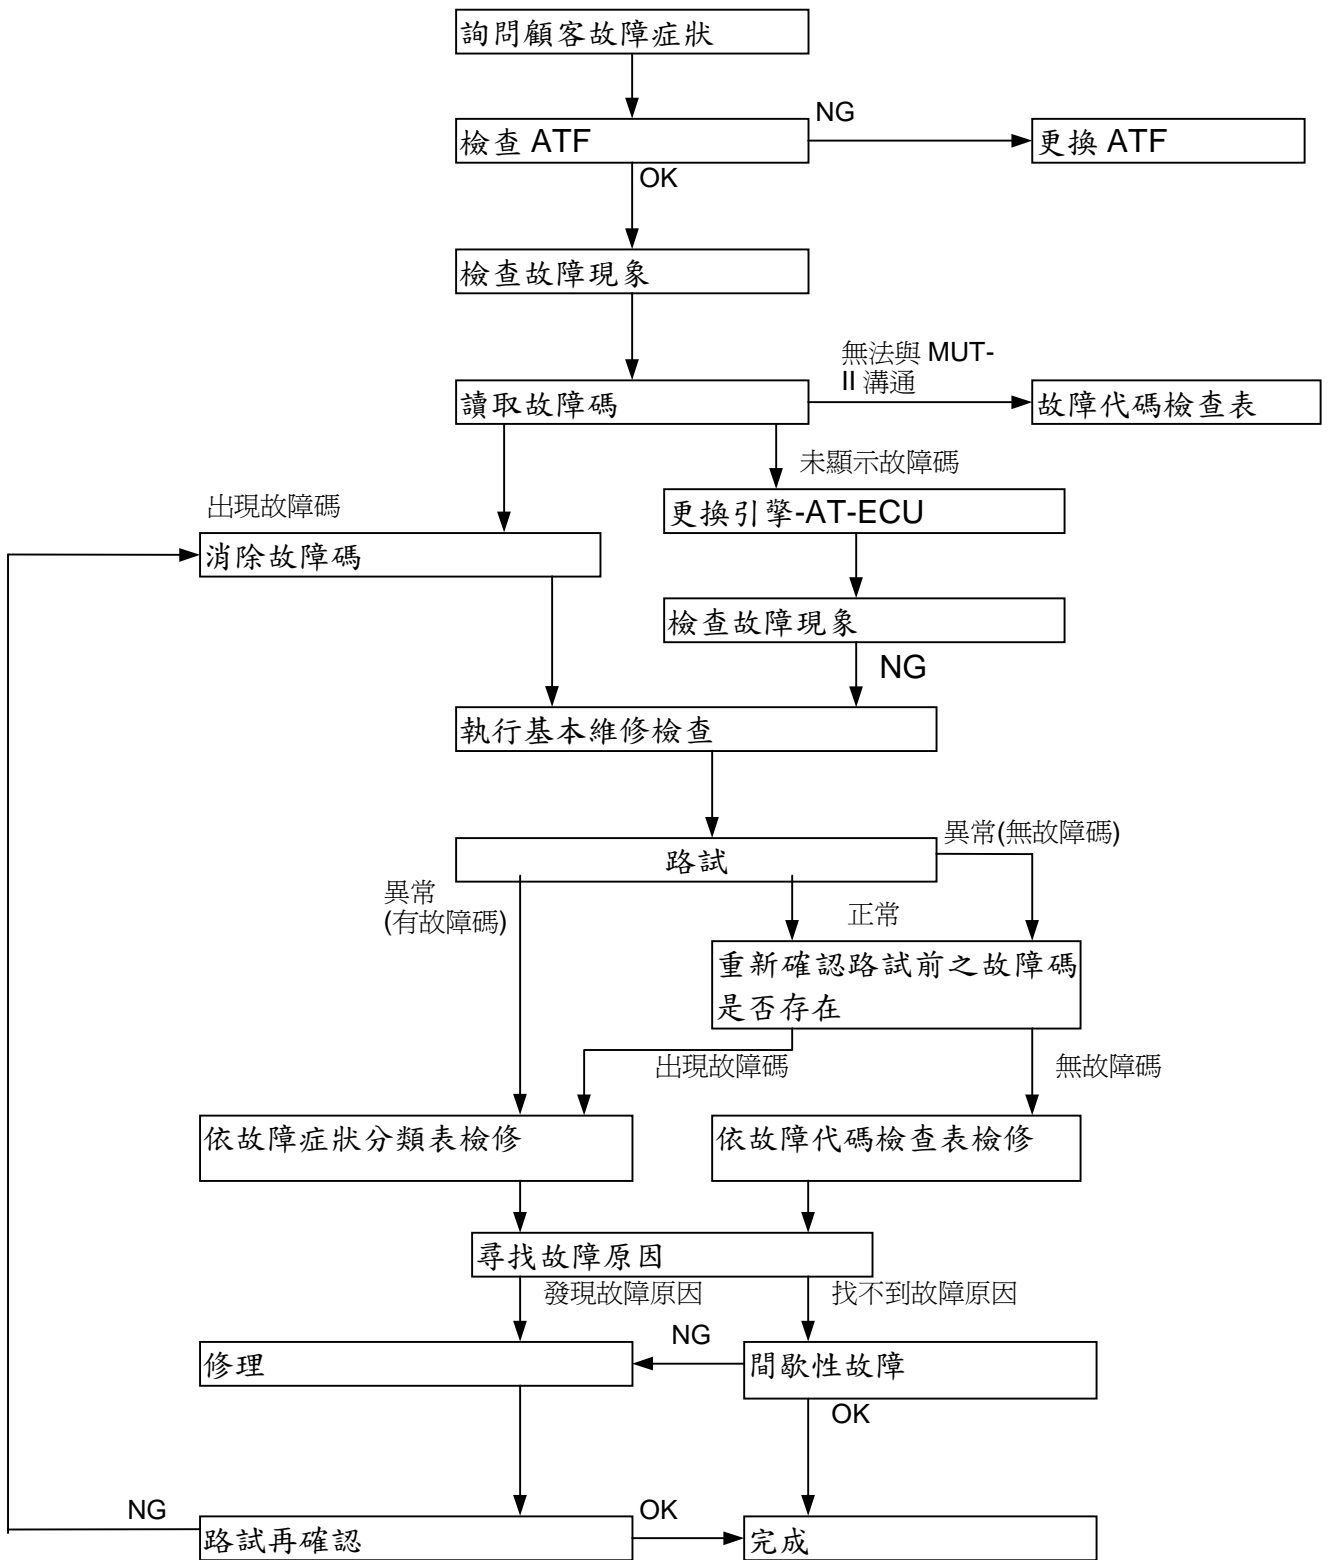 詢問顧客故障症狀
NG
檢查 ATF
更換 ATF
OK
檢查故障現象
無法與 MUT-
II 溝通
讀取故障碼
故障代碼檢查表
未顯示故障碼
出現故障碼
更換引擎-AT-ECU
消除故障碼
檢查故障現象
NG
執行基本維修檢查
異常(無故障碼)
路試
異常
(有故障碼)
正常
重新確認路試前之故障碼
是否存在
出現故障碼
無故障碼
依故障症狀分類表檢修
依故障代碼檢查表檢修
尋找故障原因
發現故障原因
找不到故障原因
NG
修理
間歇性故障
OK
NG
OK
路試再確認
完成